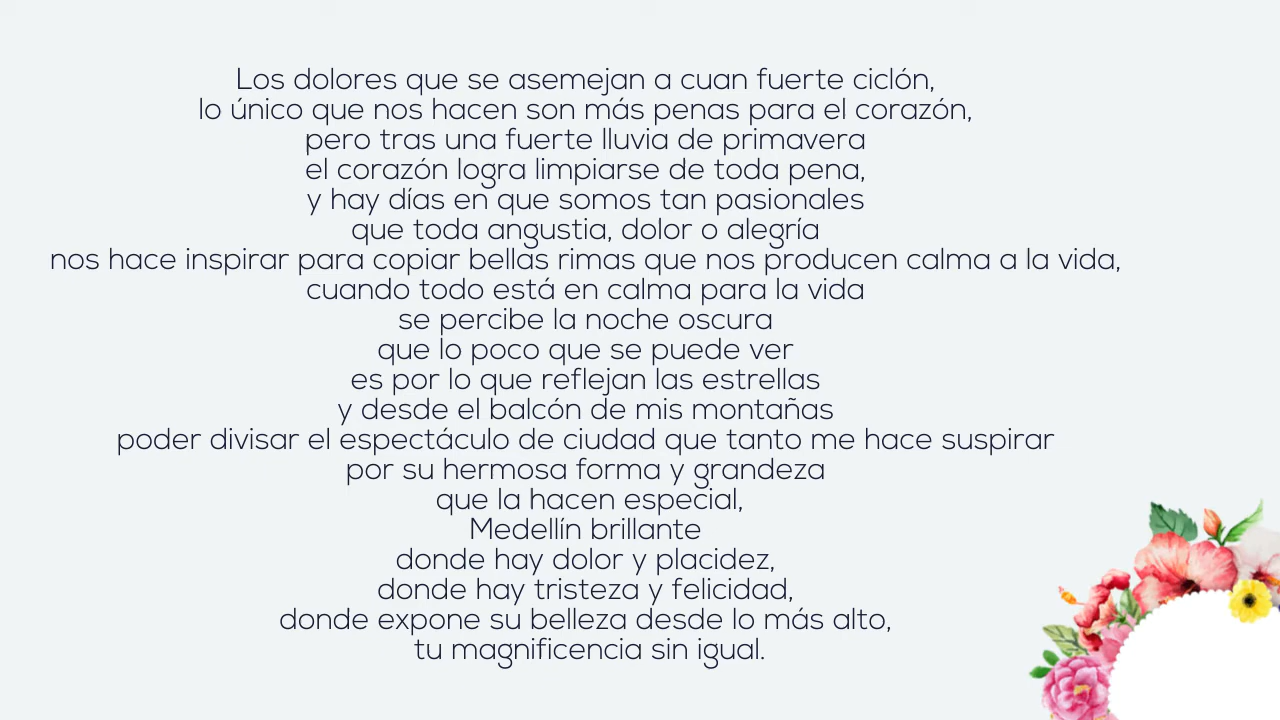 Los dolores que se asemejan a cuan fuerte ciclón,
lo único que nos hacen son más penas para el corazón,
pero tras una fuerte lluvia de primavera
el corazón logra limpiarse de toda pena,
y hay días en que somos tan pasionales
que toda angustia, dolor o alegría
nos hace inspirar para copiar bellas rimas que nos producen calma a la vida,
cuando todo está en calma para la vida
se percibe la noche oscura
que lo poco que se puede ver
es por lo que reflejan las estrellas
y desde el balcón de mis montañas
poder divisar el espectáculo de ciudad que tanto me hace suspirar
por su hermosa forma y grandeza
que la hacen especial,
Medellín brillante
donde hay dolor y placidez,
donde hay tristeza y felicidad,
donde expone su belleza desde lo más alto,
tu magnificencia sin igual.